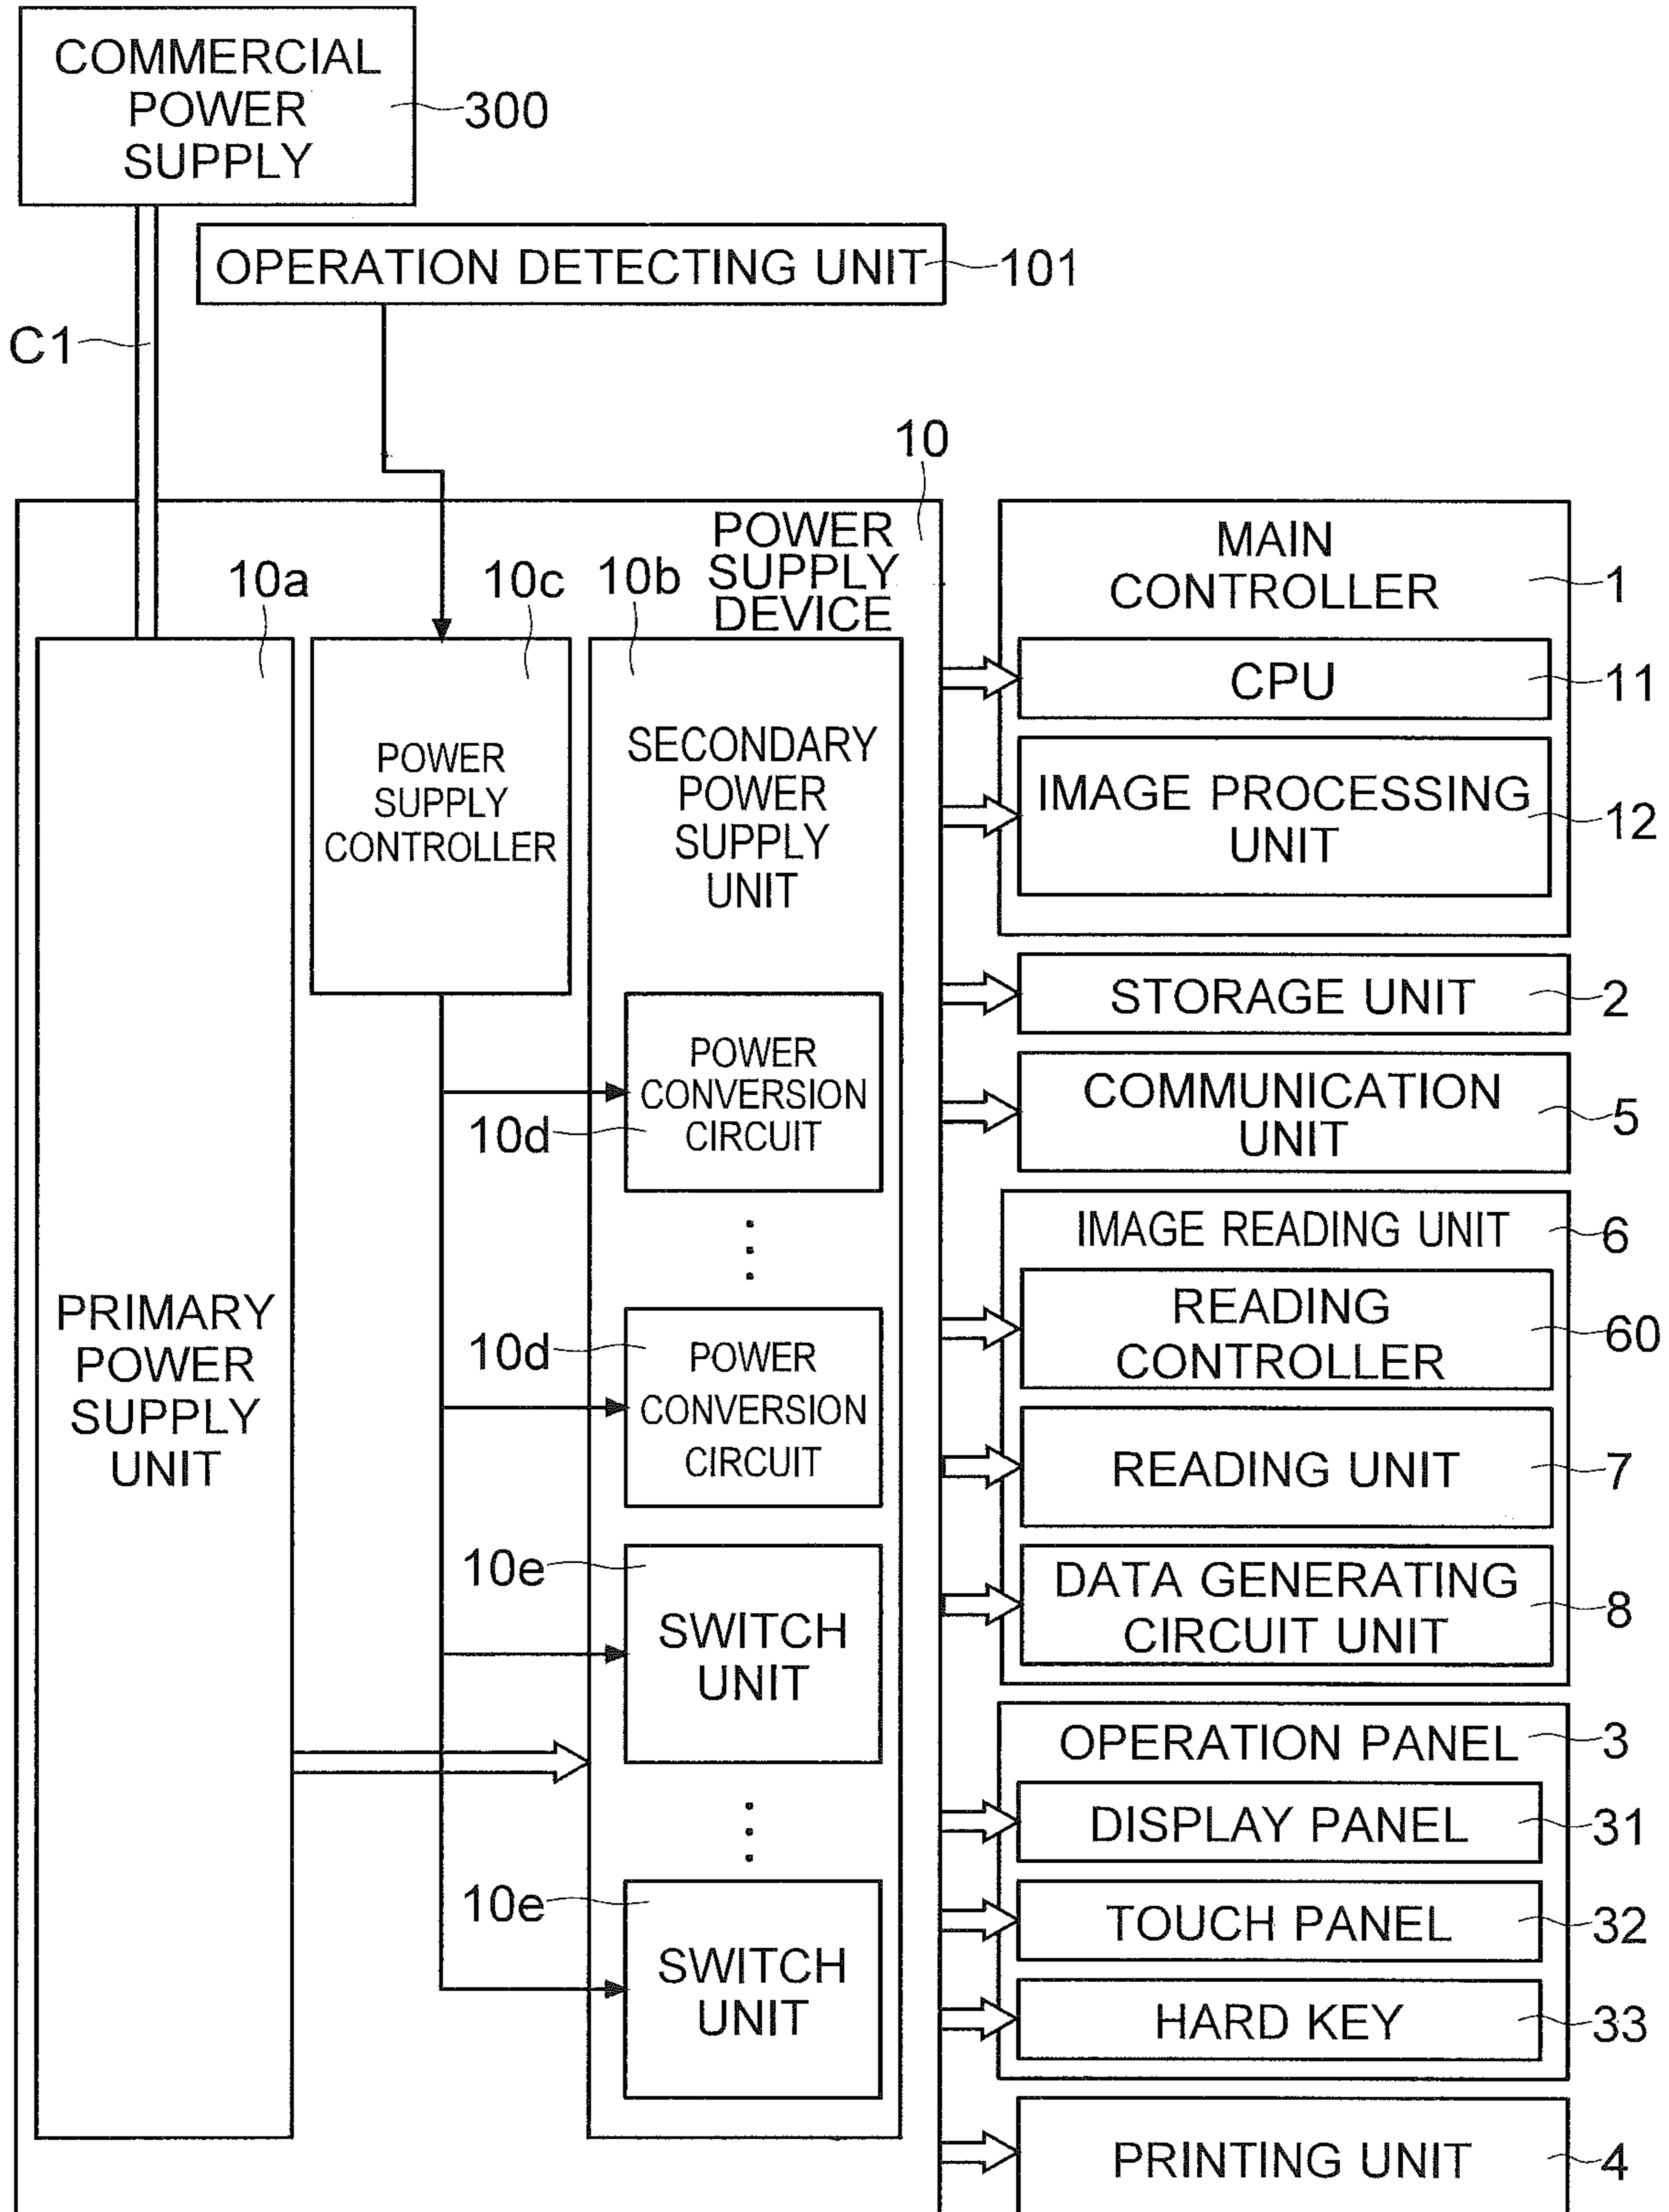 COMMERCIAL
POWER
SUPPLY
300
OPERATION DETECTING UNIT
101
C1
10
POWER
SUPPLY
DEVICE
10a
10c
10b
PRIMARY
POWER
SUPPLY
UNIT
POWER
SUPPLY
CONTROLLER
SECONDARY
POWER
SUPPLY
UNIT
POWER
CONVERSION
CIRCUIT
10d
10d
POWER
CONVERSION
CIRCUIT
10e
SWITCH
UNIT
10e
SWITCH
UNIT
MAIN
CONTROLLER
1
CPU
11
IMAGE PROCESSING
UNIT
12
STORAGE UNIT
2
COMMUNICATION
UNIT
5
IMAGE READING UNIT
6
READING
CONTROLLER
60
READING UNIT
7
DATA GENERATING
CIRCUIT UNIT
8
OPERATION PANEL
3
DISPLAY PANEL
31
TOUCH PANEL
32
HARD KEY
33
PRINTING UNIT
4